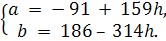 a = − 91 + 159h,
b = 186 – 314h.